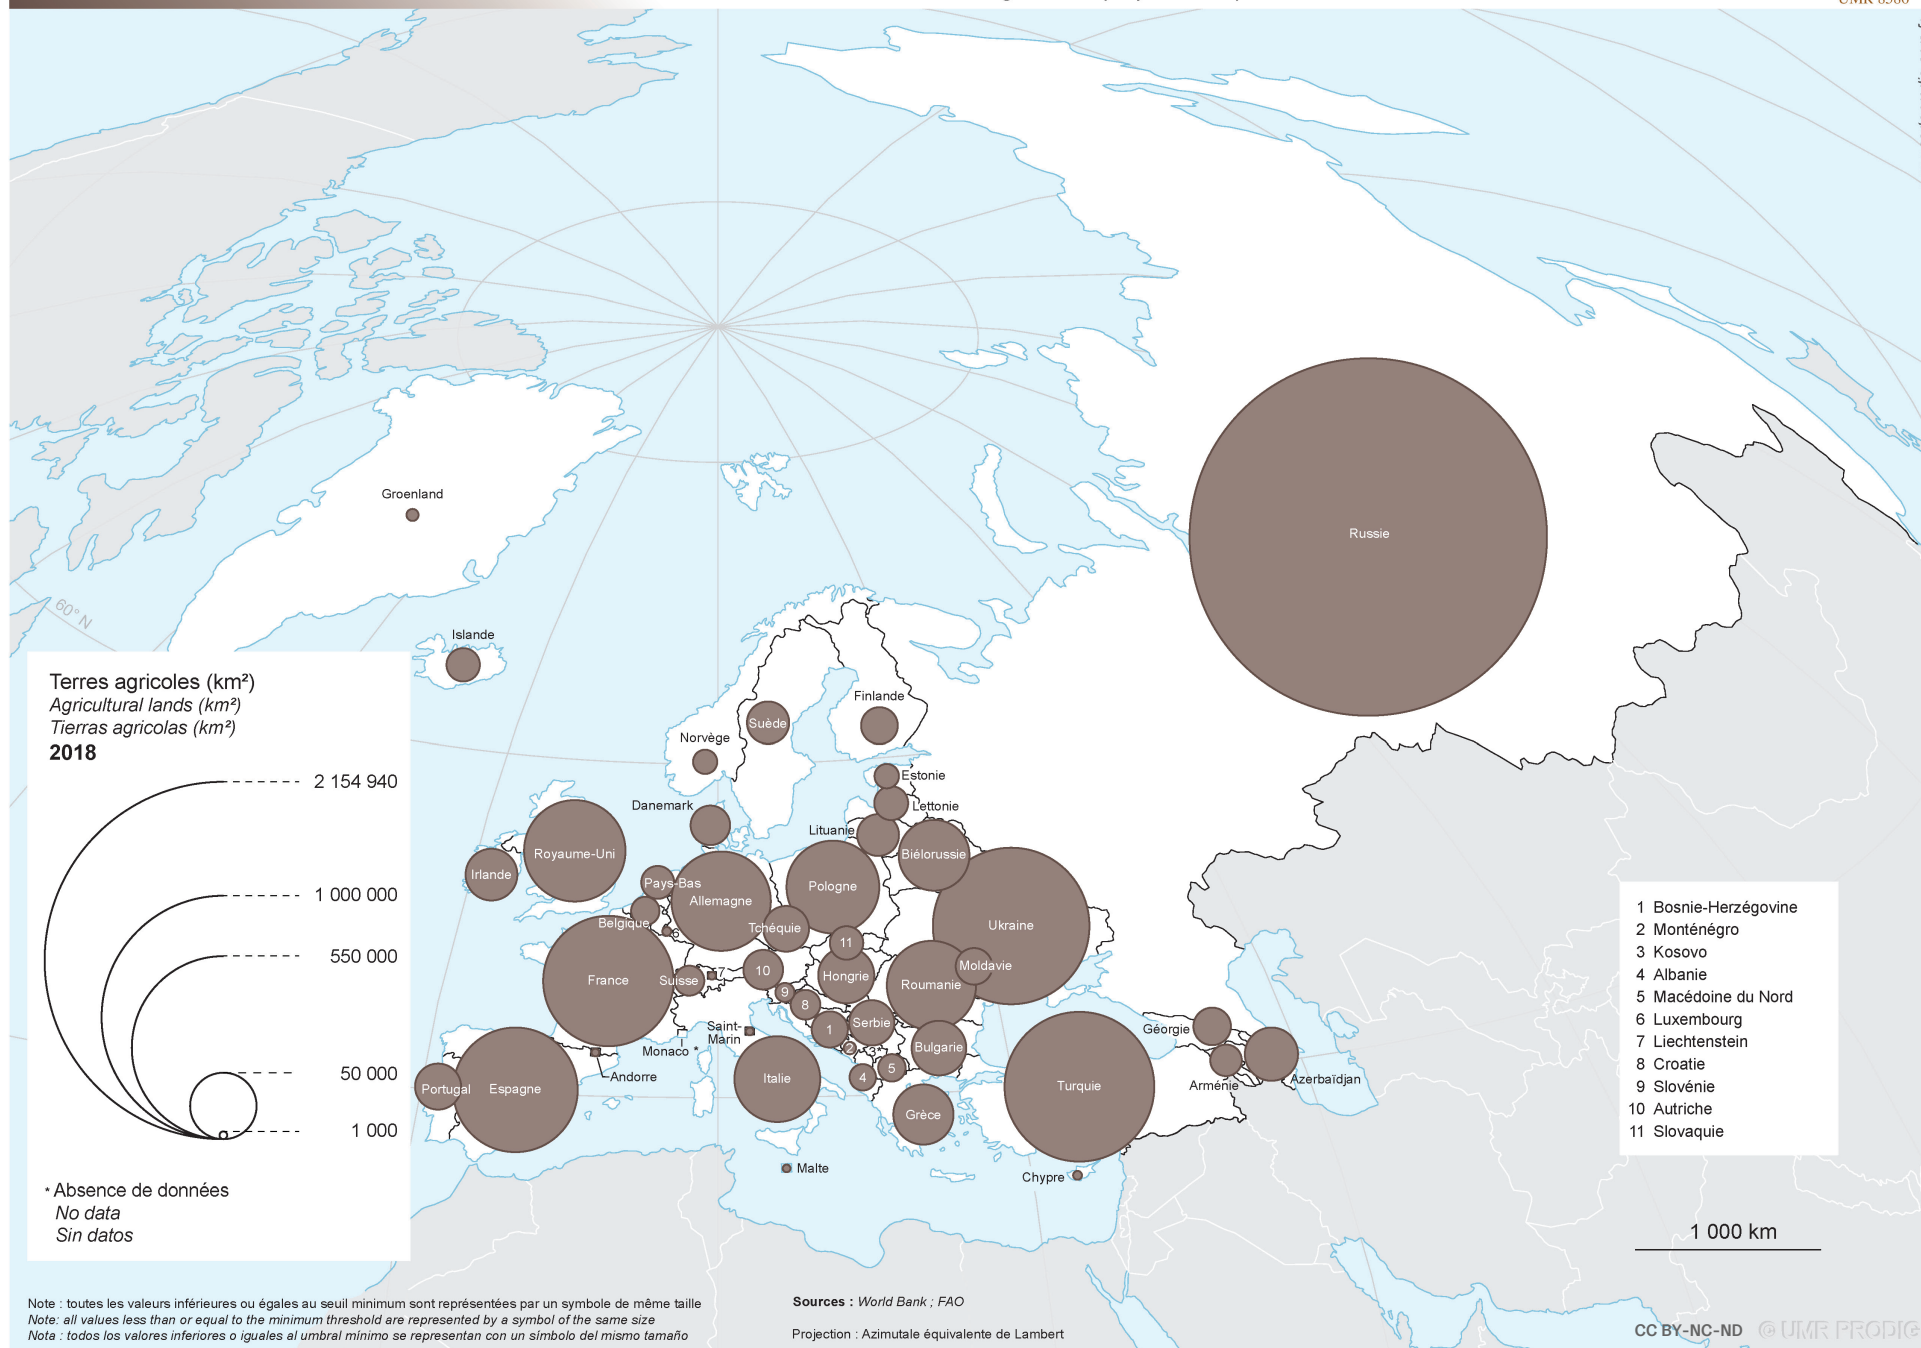 Groenland
Russie
60° N
Islande
Finlande
Suède
Norvège
Estonie
Danemark
Lettonie
Lituanie
Royaume-Uni
Biélorussie
Irlande
Pays-Bas
Pologne
Allemagne
Belgique
Tchéquie
Ukraine
6
11
France
Suisse
7
10
Hongrie
Moldavie
Roumanie
9
8
Saint-
Marin
1
Serbie
Géorgie
Monaco *
2
3*
Bulgarie
Andorre
Portugal
Espagne
Italie
4
5
Turquie
Arménie
Azerbaïdjan
Grèce
Malte
Chypre
Terres agricoles (km²)
Agricultural lands (km²)
Tierras agricolas (km²)
2018
2 154 940
1 000 000
550 000
50 000
1 000
* Absence de données
No data
Sin datos
1 Bosnie-Herzégovine
2 Monténégro
3 Kosovo
4 Albanie
5 Macédoine du Nord
6 Luxembourg
7 Liechtenstein
8 Croatie
9 Slovénie
10 Autriche
11 Slovaquie
1 000 km
Note : toutes les valeurs inférieures ou égales au seuil minimum sont représentées par un symbole de même taille
Note: all values less than or equal to the minimum threshold are represented by a symbol of the same size
Nota : todos los valores inferiores o iguales al umbral mínimo se representan con un símbolo del mismo tamaño
Sources : World Bank ; FAO
Projection : Azimutale équivalente de Lambert
CC BY-NC-ND © UMR PRODIG